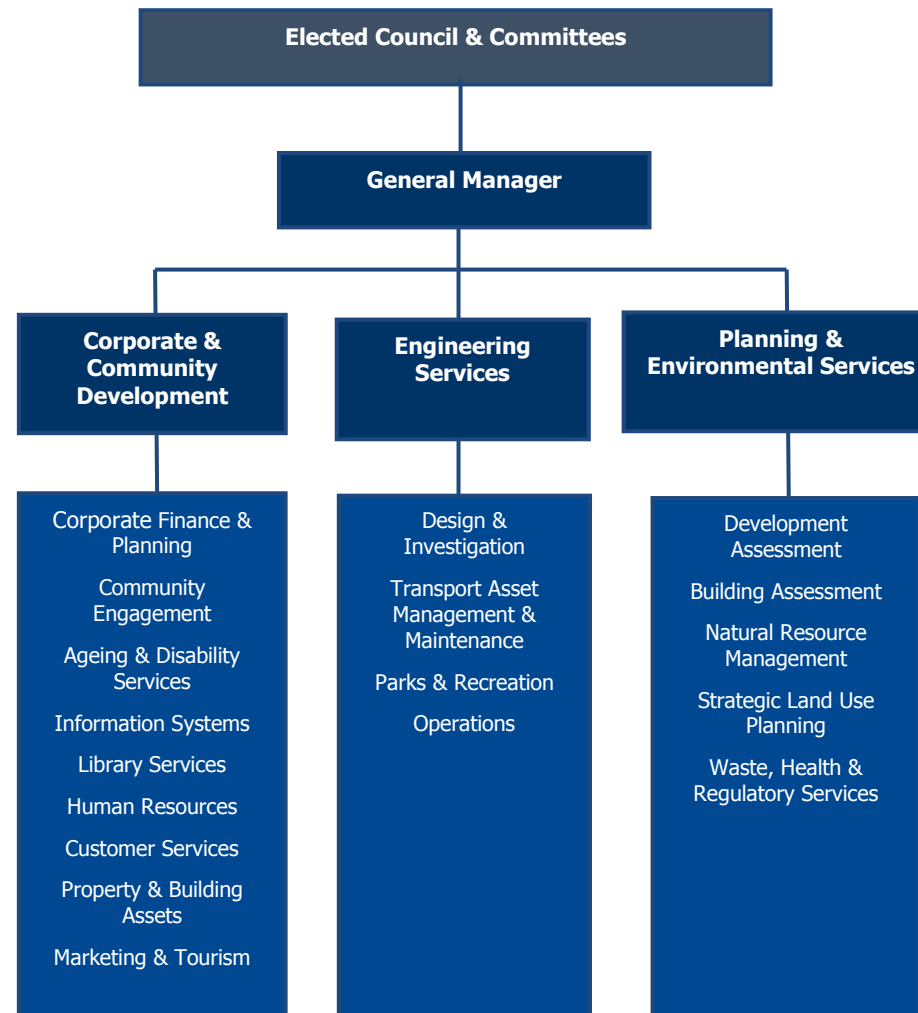 Elected Council & Committees
General Manager
Corporate &
Community
Development
Engineering
Services
Planning &
Environmental Services
Corporate Finance &
Planning
Community
Engagement
Ageing & Disability
Services
Information Systems
Library Services
Human Resources
Customer Services
Property & Building
Assets
Marketing & Tourism
Design &
Investigation
Transport Asset
Management &
Maintenance
Parks & Recreation
Operations
Development
Assessment
Building Assessment
Natural Resource
Management
Strategic Land Use
Planning
Waste, Health &
Regulatory Services